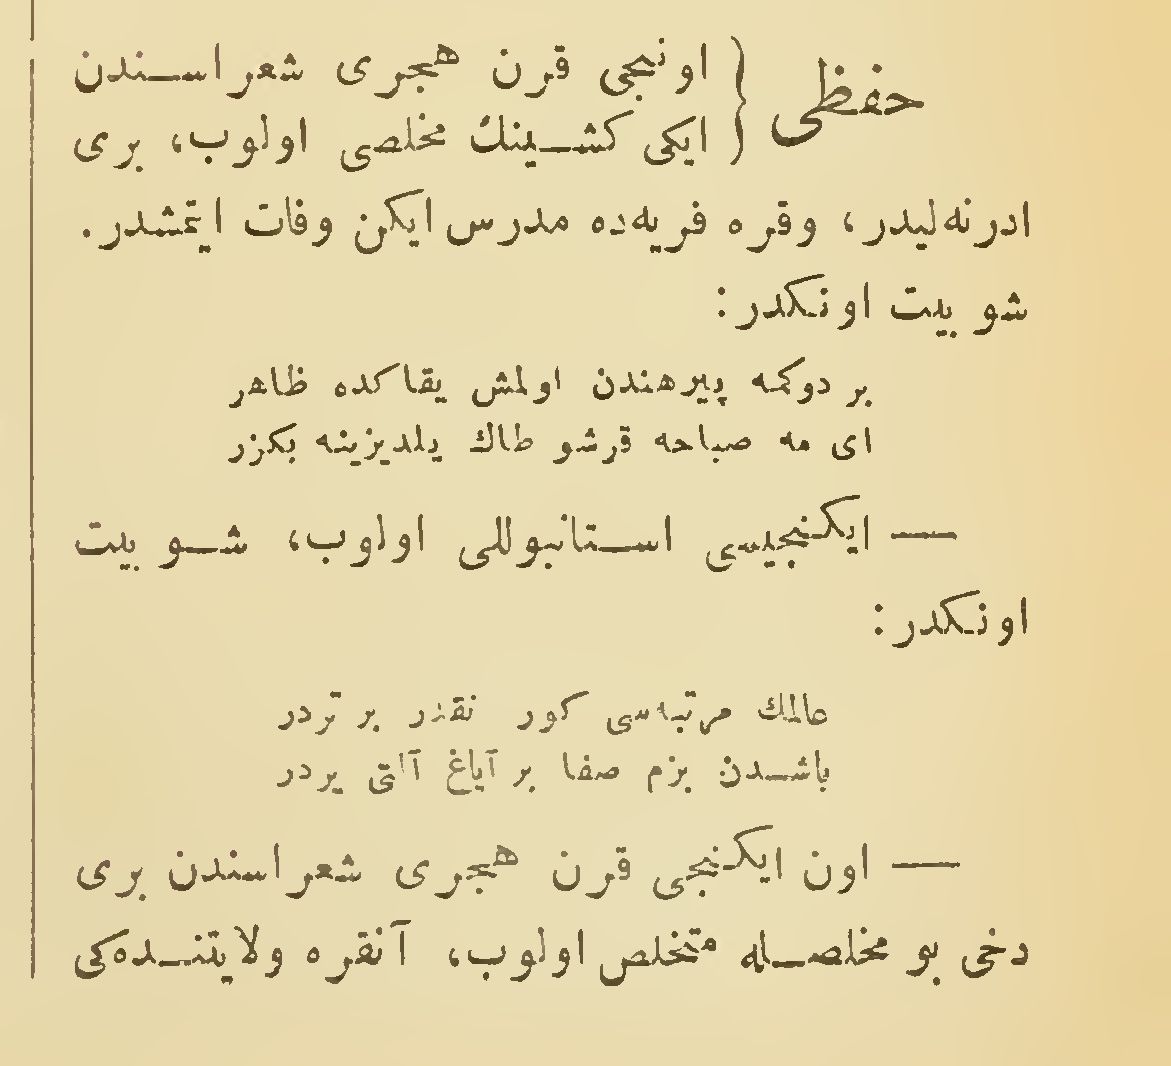 حفظی } اونجی قرن هجری شعراسندن
ایکی کشینك مخلصی اولوب، بری
ادرنه‌لیدر، وقره فریه‌ده مدرس ایکن وفات ایتمشدر.
شو بیت اونکدر:
بر دوکمه پیرهندن اولمش یقاکده ظاهر
ای مه صباحه قرشو طاك یلدیزینه بکزر
— ایکنجیسی استانبوللی اولوب، شو بیت
اونکدر:
عالمك مرتبه‌سی کور نقدر بر تردر
باشدن بزم صفا بر آیاغ آلتی یردر
— اون ایکنجی قرن هجری شعراسندن بری
دخی بو مخلصله متخلص اولوب، آنقره ولایتنده‌کی